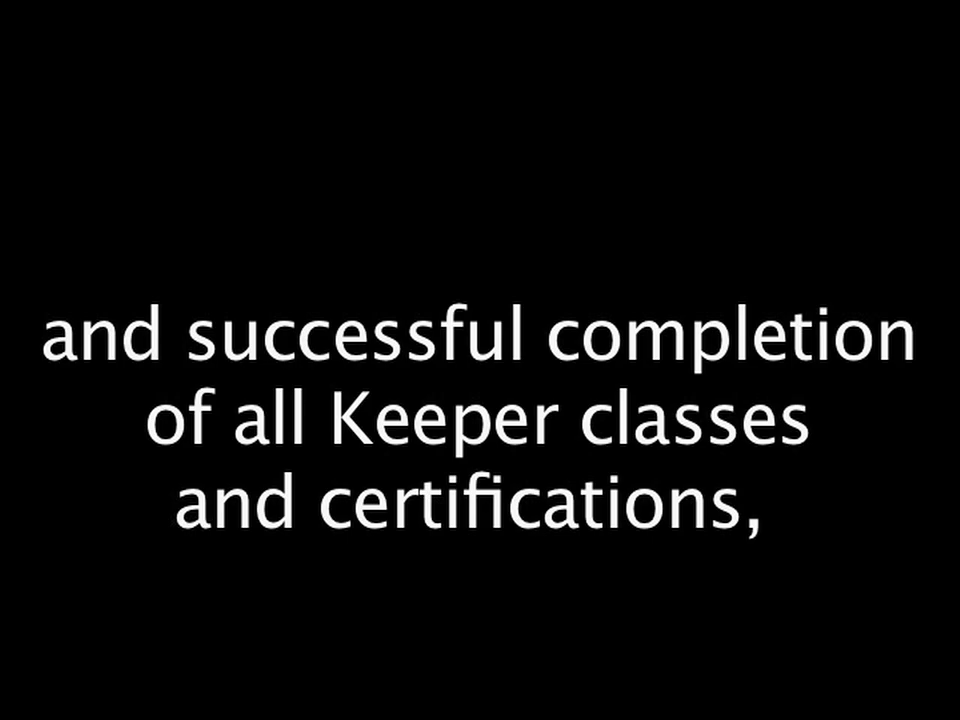 and successful completion
of all Keeper classes
and certifications,